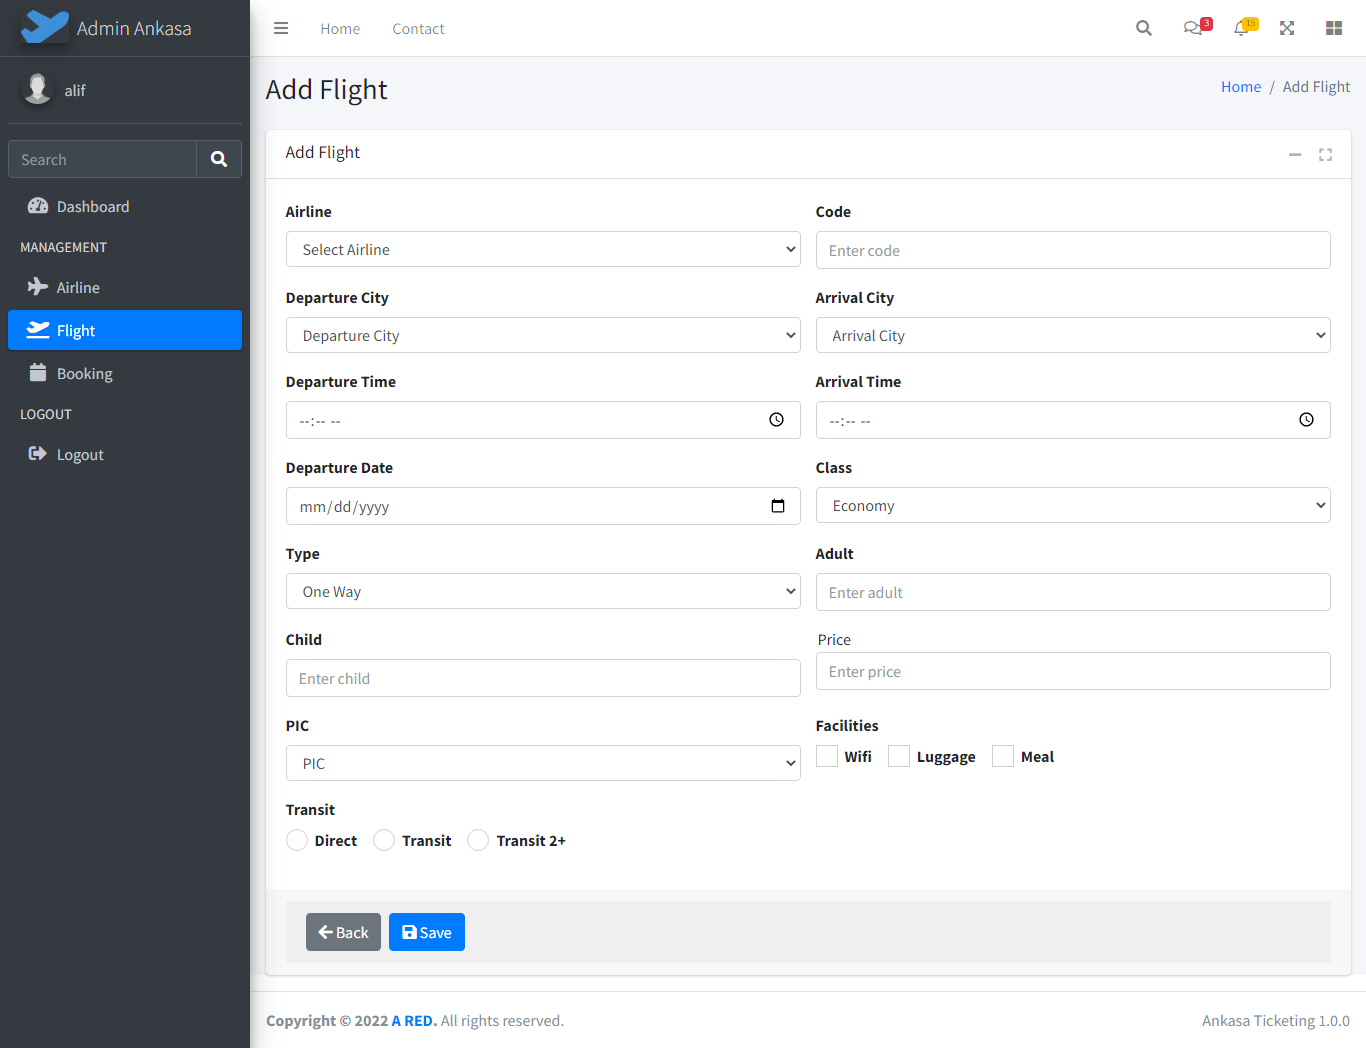 Admin Ankasa
Home
Contact
3
15
alif
Search
Dashboard
MANAGEMENT
Airline
Flight
Booking
LOGOUT
Logout
Add Flight
Home / Add Flight
Add Flight
Airline
Select Airline
Code
Enter code
Departure City
Departure City
Arrival City
Arrival City
Departure Time
--:-- --
Arrival Time
--:-- --
Departure Date
mm/dd/yyyy
Class
Economy
Type
One Way
Adult
Enter adult
Child
Enter child
Price
Enter price
PIC
PIC
Facilities
Wifi Luggage Meal
Transit
Direct Transit Transit 2+
Back Save
Copyright © 2022 A RED. All rights reserved.
Ankasa Ticketing 1.0.0